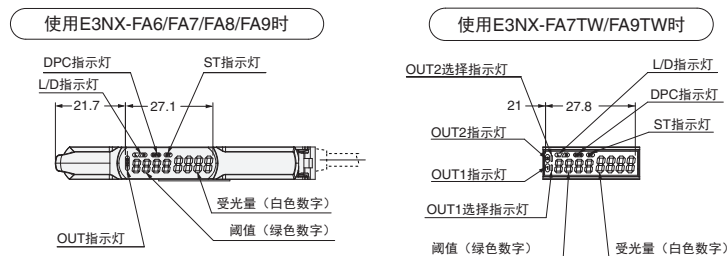 使用E3NX-FA6/FA7/FA8/FA9时
DPC指示灯
ST指示灯
L/D指示灯
21.7
27.1
8888 8888
受光量（白色数字）
阈值（绿色数字）
OUT指示灯
使用E3NX-FA7TW/FA9TW时
L/D指示灯
OUT2选择指示灯
DPC指示灯
21
27.8
ST指示灯
OUT2指示灯
8888 8888
OUT1指示灯
OUT1选择指示灯
阈值（绿色数字）
受光量（白色数字）